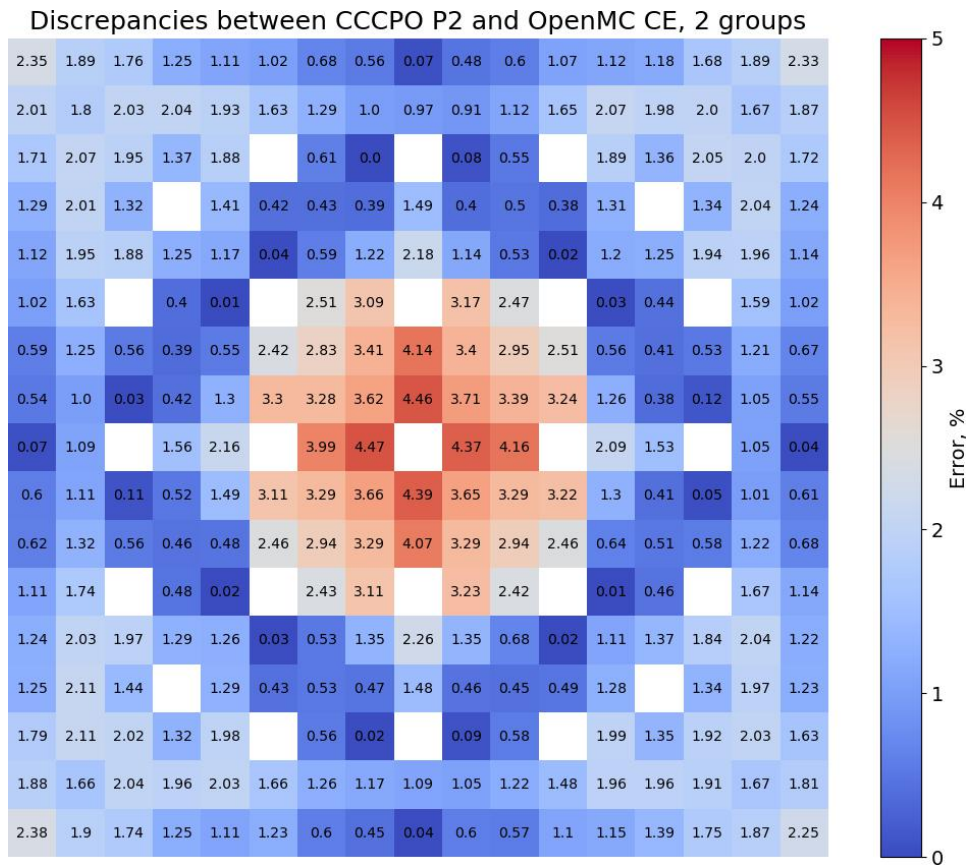 Discrepancies between CCCPO P2 and OpenMC CE, 2 groups
2.35 1.89 1.76 1.25 1.11 1.02 0.68 0.56 0.07 0.48 0.6 1.07 1.12 1.18 1.68 1.89 2.33
2.01 1.8 2.03 2.04 1.93 1.63 1.29 1.0 0.97 0.91 1.12 1.65 2.07 1.98 2.0 1.67 1.87
1.71 2.07 1.95 1.37 1.88 0.61 0.0 0.08 0.55 1.89 1.36 2.05 2.0 1.72
1.29 2.01 1.32 1.41 0.42 0.43 0.39 1.49 0.4 0.5 0.38 1.31 1.34 2.04 1.24
1.12 1.95 1.88 1.25 1.17 0.04 0.59 1.22 2.18 1.14 0.53 0.02 1.2 1.25 1.94 1.96 1.14
1.02 1.63 0.4 0.01 2.51 3.09 3.17 2.47 0.03 0.44 1.59 1.02
0.59 1.25 0.56 0.39 0.55 2.42 2.83 3.41 4.14 3.4 2.95 2.51 0.56 0.41 0.53 1.21 0.67
0.54 1.0 0.03 0.42 1.3 3.3 3.28 3.62 4.46 3.71 3.39 3.24 1.26 0.38 0.12 1.05 0.55
0.07 1.09 1.56 2.16 3.99 4.47 4.37 4.16 2.09 1.53 1.05 0.04
0.6 1.11 0.11 0.52 1.49 3.11 3.29 3.66 4.39 3.65 3.29 3.22 1.3 0.41 0.05 1.01 0.61
0.62 1.32 0.56 0.46 0.48 2.46 2.94 3.29 4.07 3.29 2.94 2.46 0.64 0.51 0.58 1.22 0.68
1.11 1.74 0.48 0.02 2.43 3.11 3.23 2.42 0.01 0.46 1.67 1.14
1.24 2.03 1.97 1.29 1.26 0.03 0.53 1.35 2.26 1.35 0.68 0.02 1.11 1.37 1.84 2.04 1.22
1.25 2.11 1.44 1.29 0.43 0.53 0.47 1.48 0.46 0.45 0.49 1.28 1.34 1.97 1.23
1.79 2.11 2.02 1.32 1.98 0.56 0.02 0.09 0.58 1.99 1.35 1.92 2.03 1.63
1.88 1.66 2.04 1.96 2.03 1.66 1.26 1.17 1.09 1.05 1.22 1.48 1.96 1.96 1.91 1.67 1.81
2.38 1.9 1.74 1.25 1.11 1.23 0.6 0.45 0.04 0.6 0.57 1.1 1.15 1.39 1.75 1.87 2.25
5
4
3
2
1
0
Error, %